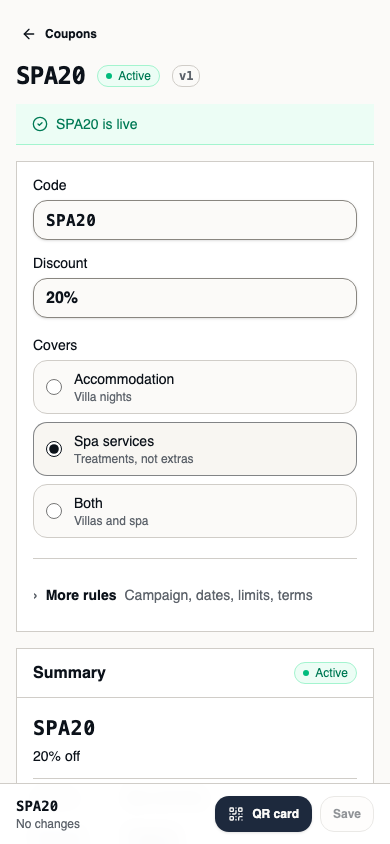 Coupons
SPA20 Active v1
SPA20 is live
Code
SPA20
Discount
20%
Covers
Accommodation
Villa nights
Spa services
Treatments, not extras
Both
Villas and spa
› More rules Campaign, dates, limits, terms
Summary Active
SPA20
20% off
SPA20
No changes
QR card
Save